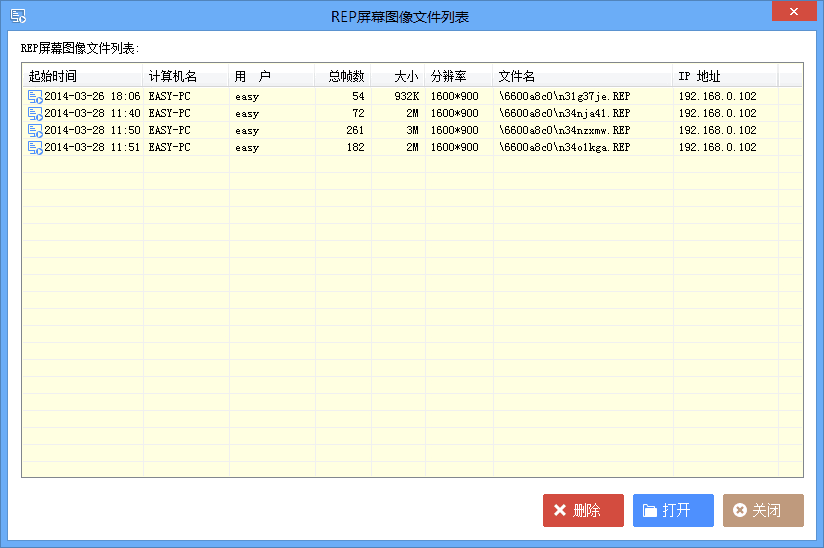 REP屏幕图像文件列表
REP屏幕图像文件列表:
起始时间 计算机名 用 户 总帧数 大小 分辨率 文件名 IP 地址
2014-03-26 18:06 EASY-PC easy 54 932K 1600*900 \6600a8c0\n31g37je.REP 192.168.0.102
2014-03-28 11:40 EASY-PC easy 72 2M 1600*900 \6600a8c0\n34nja41.REP 192.168.0.102
2014-03-28 11:50 EASY-PC easy 261 3M 1600*900 \6600a8c0\n34nzxmw.REP 192.168.0.102
2014-03-28 11:51 EASY-PC easy 182 2M 1600*900 \6600a8c0\n34olkga.REP 192.168.0.102
删除 打开 关闭